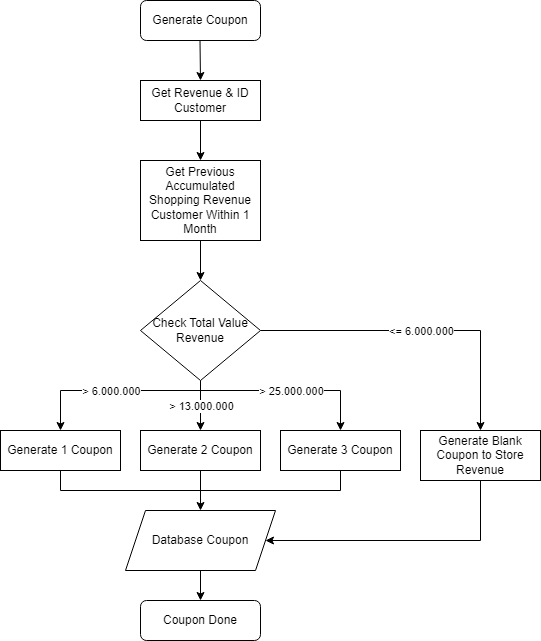 Generate Coupon
Get Revenue & ID
Customer
Get Previous
Accumulated
Shopping Revenue
Customer Within 1
Month
Check Total Value
Revenue
<= 6.000.000
> 6.000.000
> 25.000.000
> 13.000.000
Generate 1 Coupon
Generate 2 Coupon
Generate 3 Coupon
Generate Blank
Coupon to Store
Revenue
Database Coupon
Coupon Done